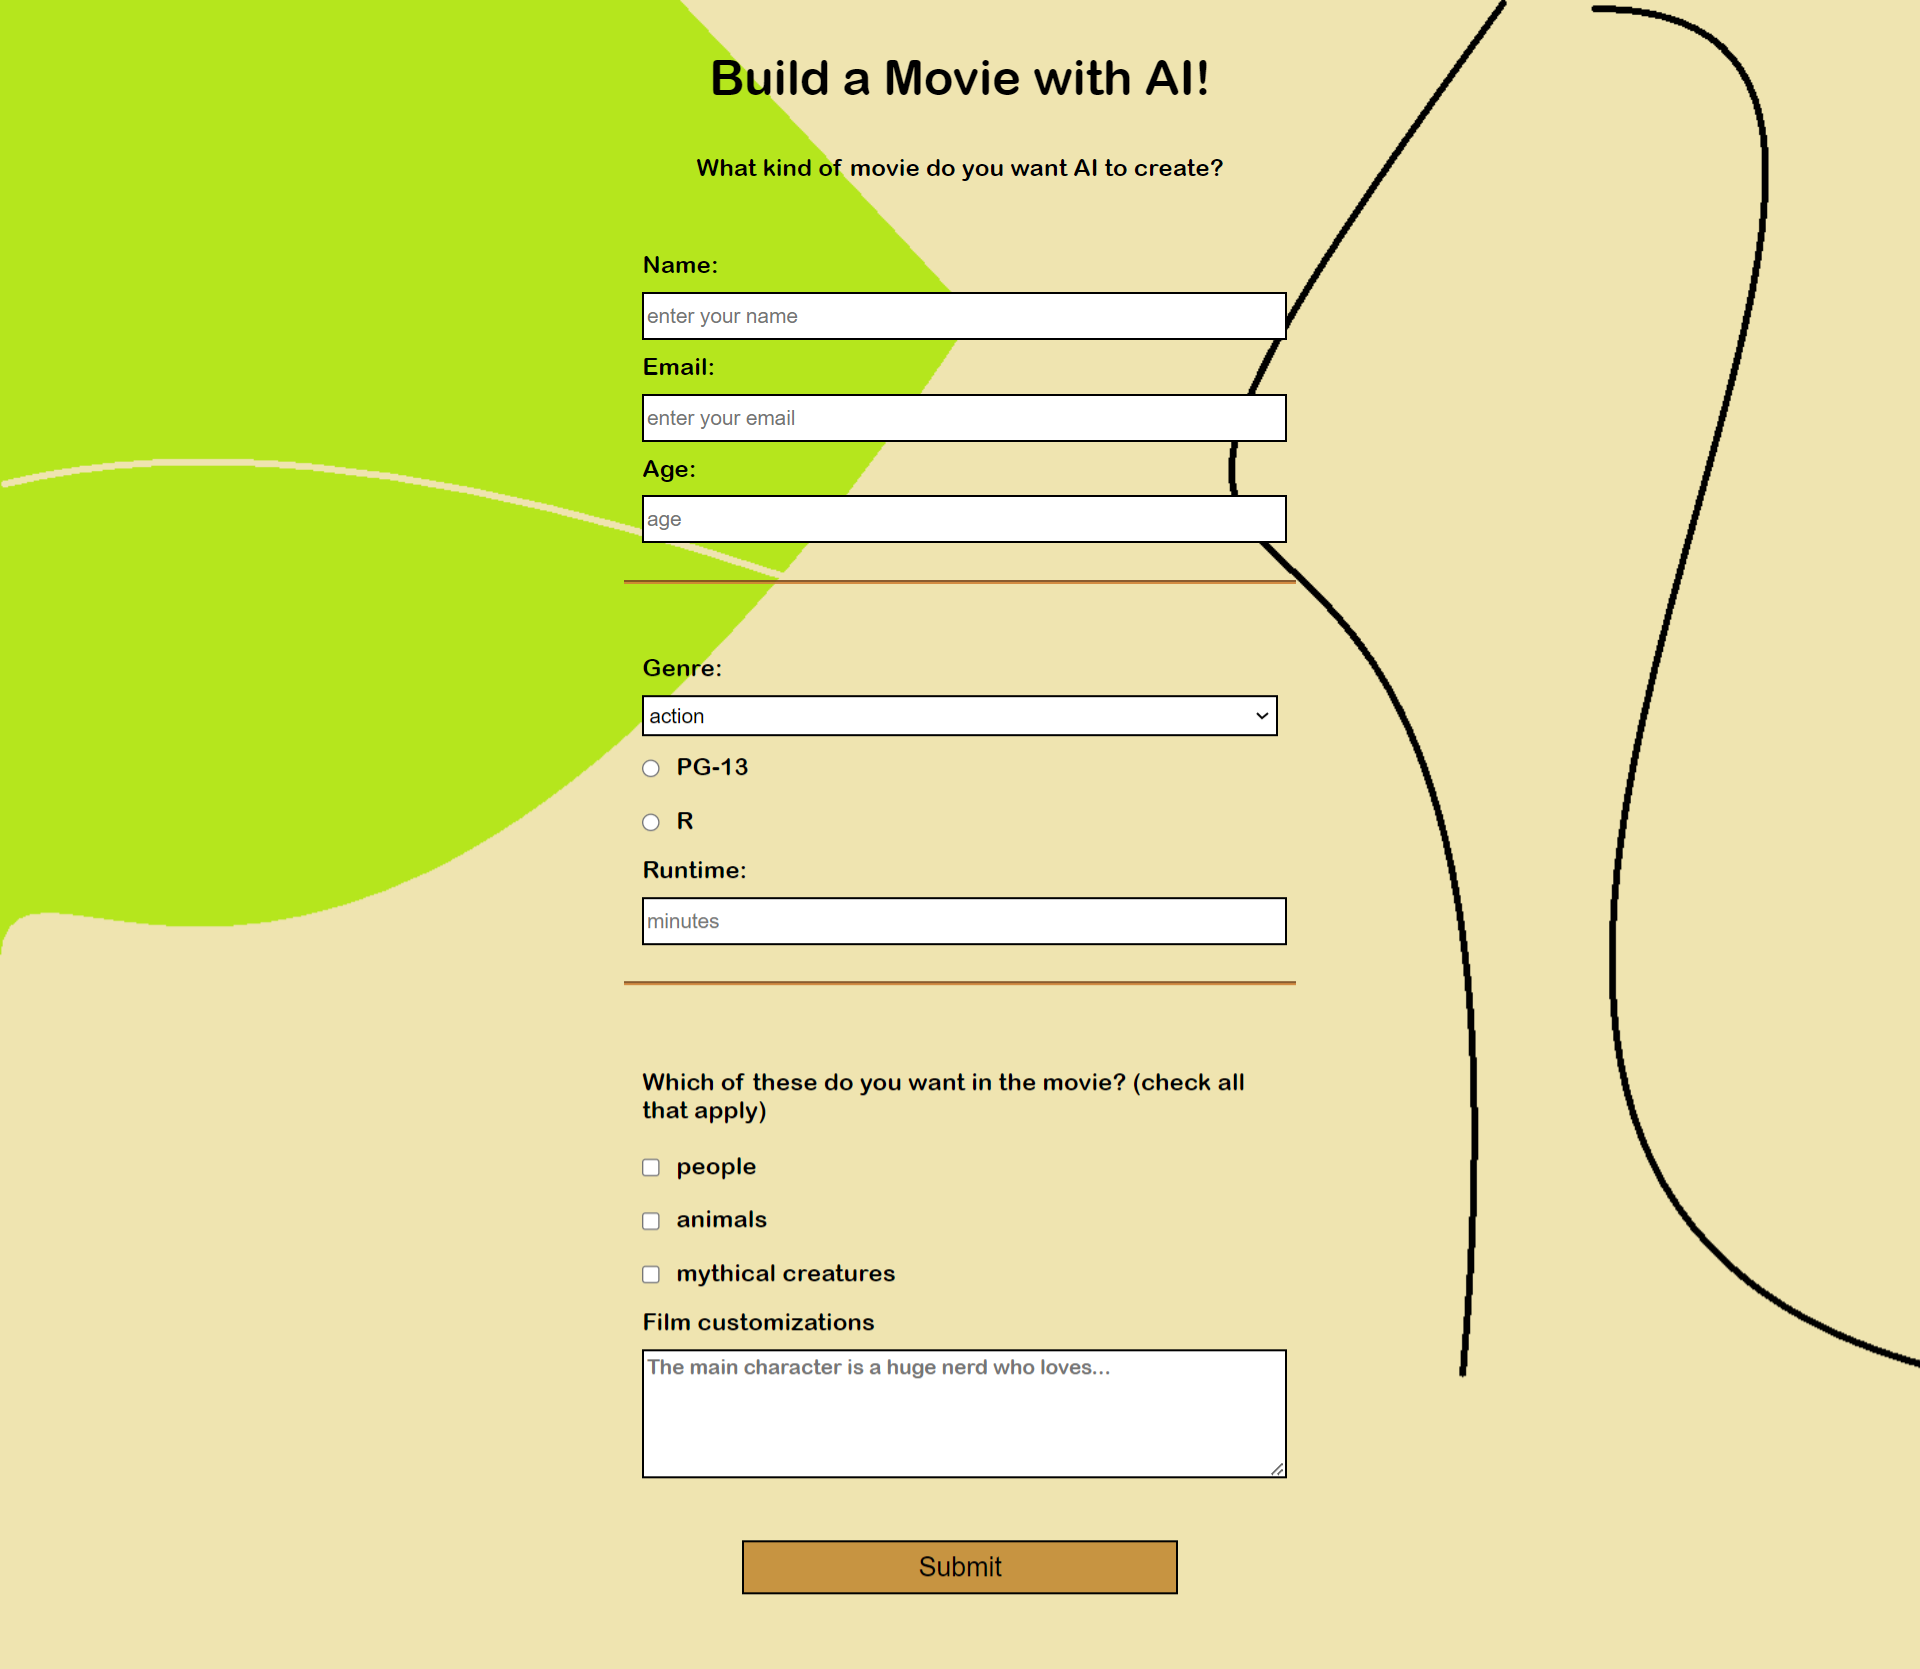 Build a Movie with AI!
What kind of movie do you want AI to create?
Name:
enter your name
Email:
enter your email
Age:
age
Genre:
action
PG-13
R
Runtime:
minutes
Which of these do you want in the movie? (check all
that apply)
people
animals
mythical creatures
Film customizations
The main character is a huge nerd who loves...
Submit